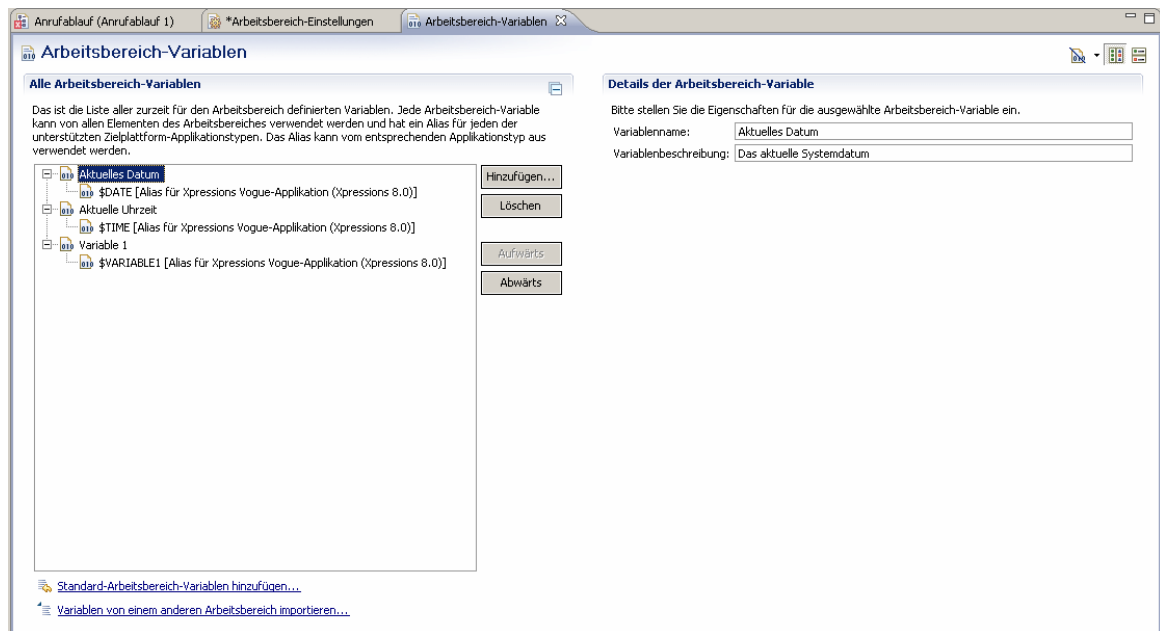 Anrufablauf (Anrufablauf 1)
*Arbeitsbereich-Einstellungen
Arbeitsbereich-Variablen
Arbeitsbereich-Variablen
Alle Arbeitsbereich-Variablen
Das ist die Liste aller zurzeit für den Arbeitsbereich definierten Variablen. Jede Arbeitsbereich-Variable
kann von allen Elementen des Arbeitsbereiches verwendet werden und hat ein Alias für jeden der
unterstützten Zielplattform-Applikationstypen. Das Alias kann vom entsprechenden Applikationstyp aus
verwendet werden.
Aktuelles Datum
$DATE [Alias für Xpressions Vogue-Applikation (Xpressions 8.0)]
Aktuelle Uhrzeit
$TIME [Alias für Xpressions Vogue-Applikation (Xpressions 8.0)]
Variable 1
$VARIABLE1 [Alias für Xpressions Vogue-Applikation (Xpressions 8.0)]
Hinzufügen...
Löschen
Aufwärts
Abwärts
Standard-Arbeitsbereich-Variablen hinzufügen...
Variablen von einem anderen Arbeitsbereich importieren...
Details der Arbeitsbereich-Variable
Bitte stellen Sie die Eigenschaften für die ausgewählte Arbeitsbereich-Variable ein.
Variablenname: Aktuelles Datum
Variablenbeschreibung: Das aktuelle Systemdatum